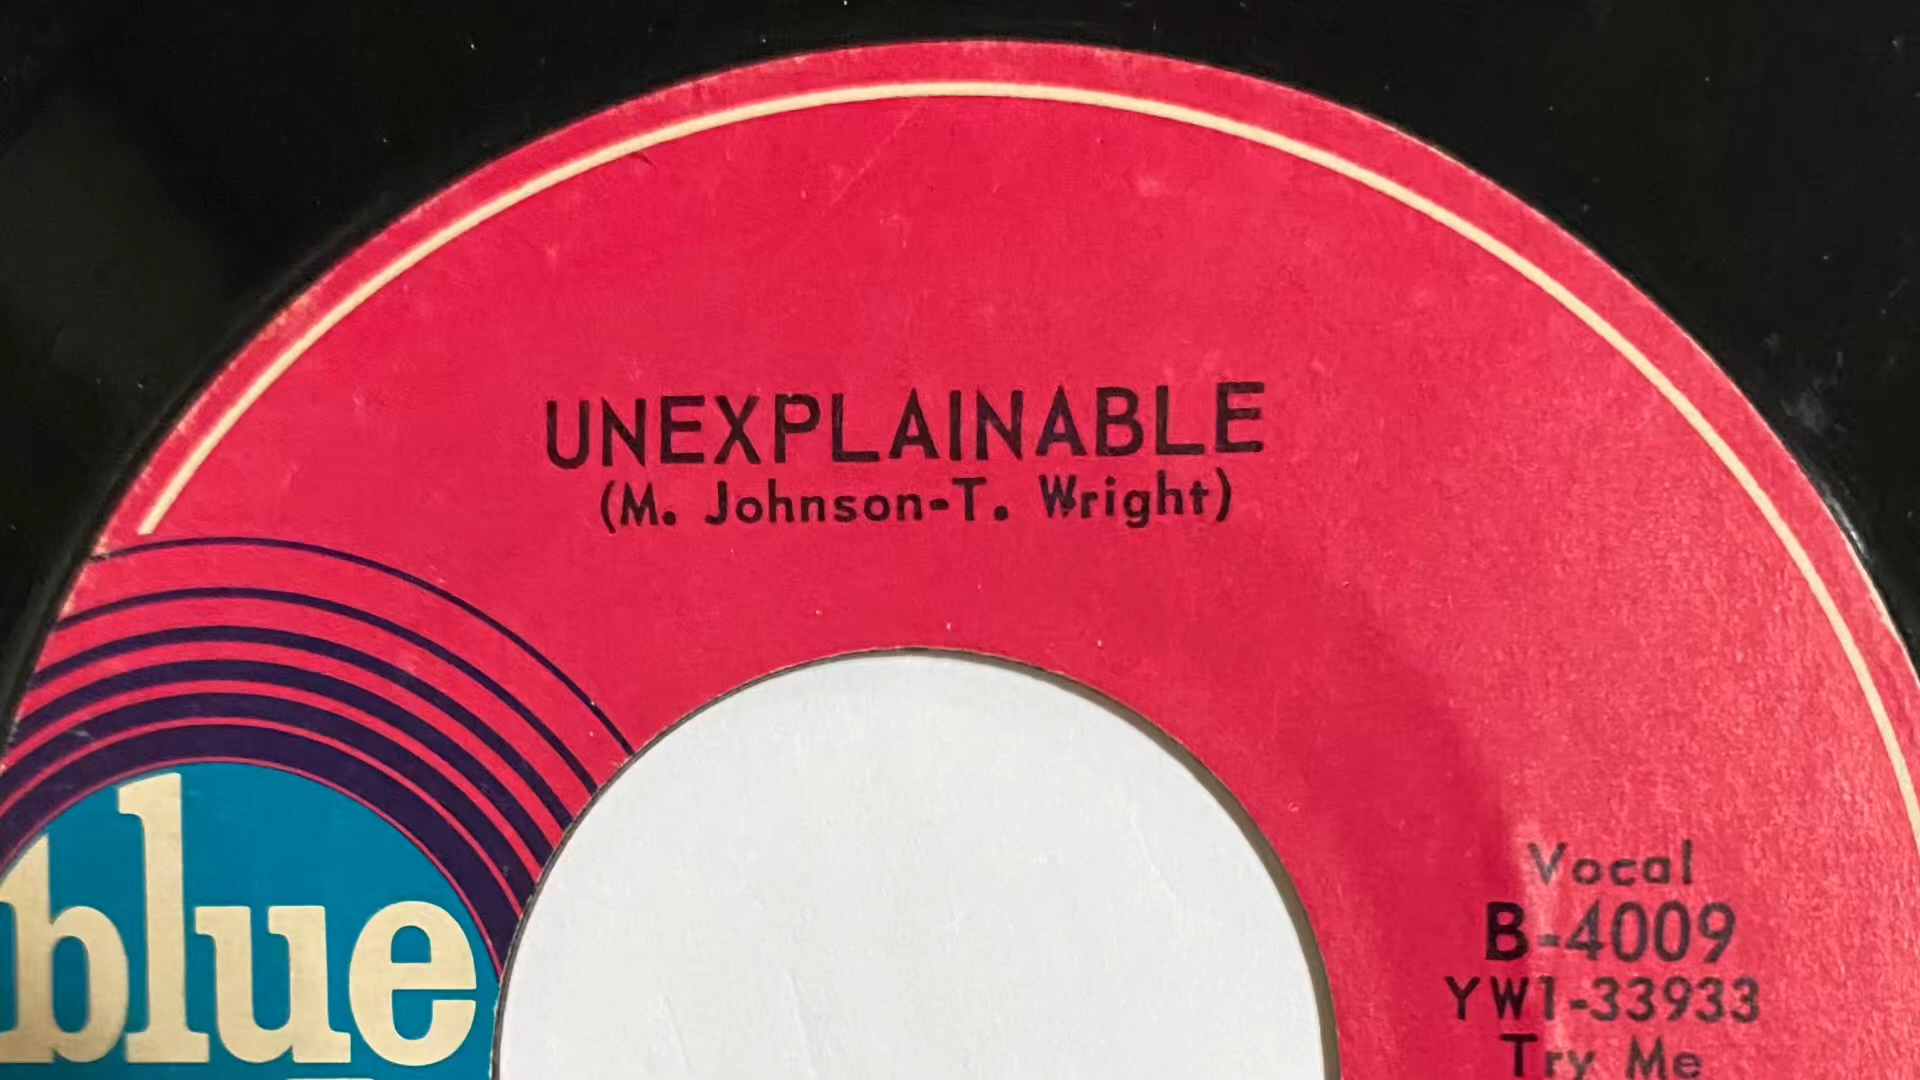 UNEXPLAINABLE
(M. Johnson-T. Wright)
blue
Vocal
B-4009
YW1-33933
Try Me